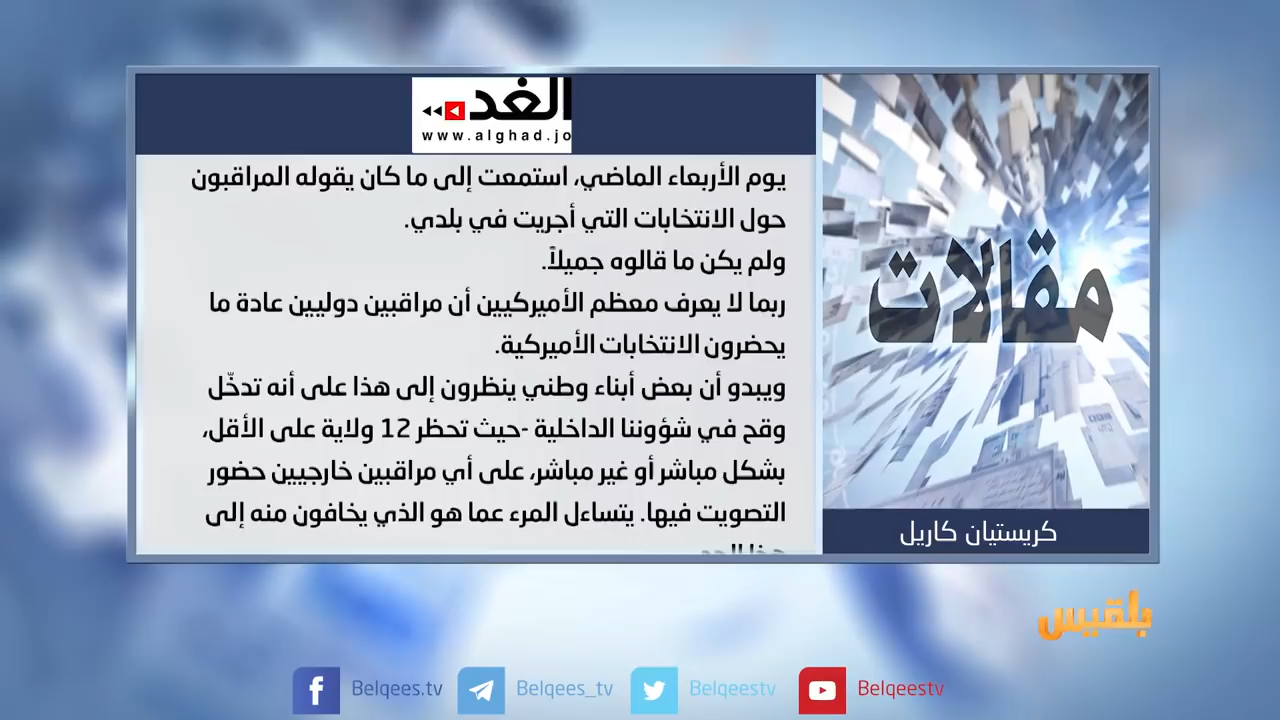 الغد
www.alghad.jo
يوم الأربعاء الماضي، استمعت إلى ما كان يقوله المراقبون
حول الانتخابات التي أجريت في بلدي.
ولم يكن ما قالوه جميلاً.
ربما لا يعرف معظم الأميركيين أن مراقبين دوليين عادة ما
يحضرون الانتخابات الأميركية.
ويبدو أن بعض أبناء وطني ينظرون إلى هذا على أنه تدخّل
وقح في شؤوننا الداخلية -حيث تحظر 12 ولاية على الأقل،
بشكل مباشر أو غير مباشر، على أي مراقبين خارجيين حضور
التصويت فيها. يتساءل المرء عما هو الذي يخافون منه إلى
مقالات
كريستيان كاريل
بلقيس
Belqees.tv
Belqees_tv
Belqeestv
Belqeestv